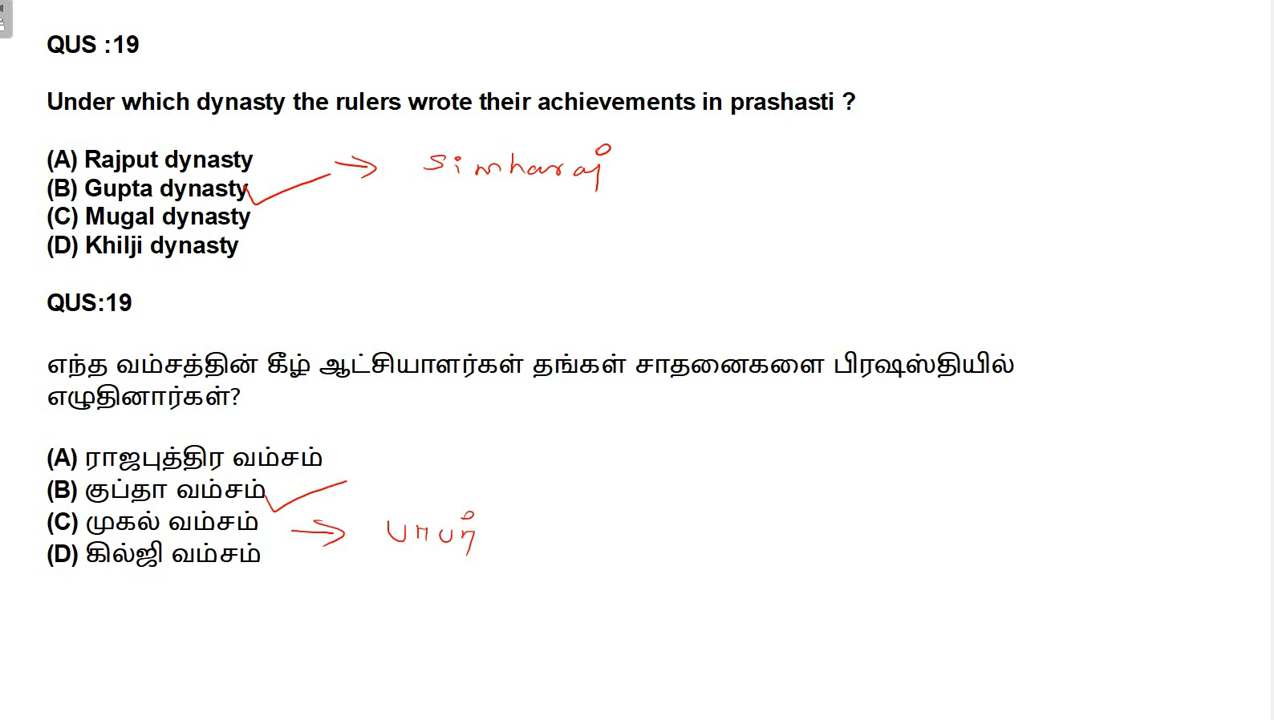 QUS :19
Under which dynasty the rulers wrote their achievements in prashasti ?
(A) Rajput dynasty
(B) Gupta dynasty
simharaj
(C) Mugal dynasty
(D) Khilji dynasty
QUS:19
எந்த வம்சத்தின் கீழ் ஆட்சியாளர்கள் தங்கள் சாதனைகளை பிரஷஸ்தியில்
எழுதினார்கள்?
(A) ராஜபுத்திர வம்சம்
(B) குப்தா வம்சம்
(C) முகல் வம்சம்
பாபர்
(D) கில்ஜி வம்சம்